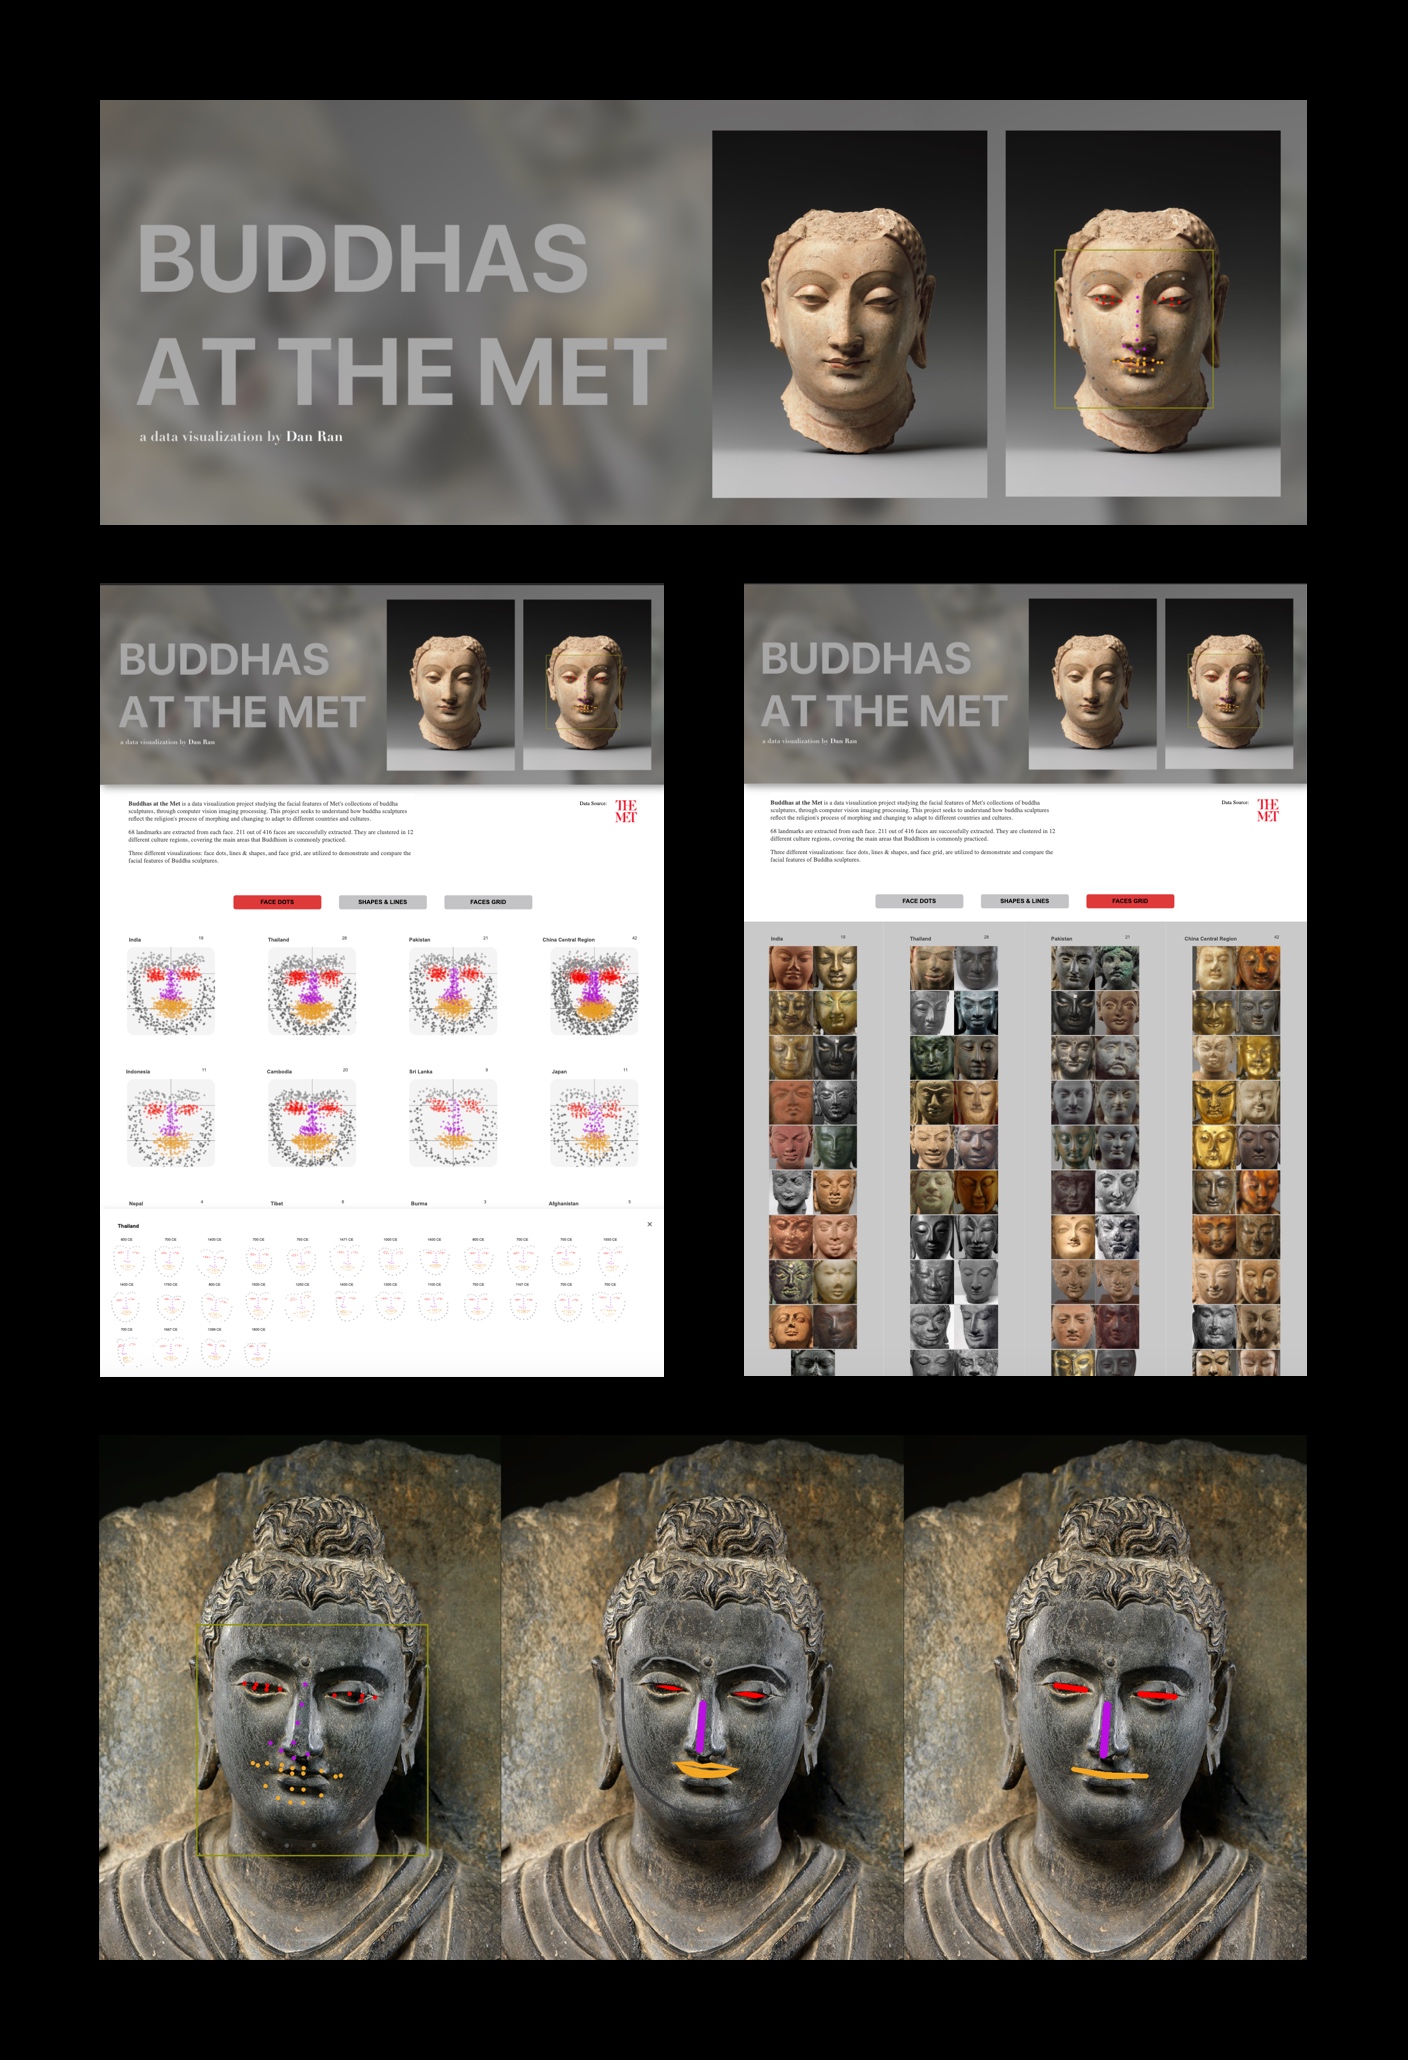 BUDDHAS
AT THE MET
a data visualization by Dan Ran
BUDDHAS
AT THE MET
a data visualization by Dan Ran
Buddhas at the Met is a data visualization project studying the facial features of Met's collections of buddha
sculptures, through computer vision imaging processing. This project seeks to understand how buddha sculptures
reflect the religion's process of morphing and changing to adapt to different countries and cultures.
68 landmarks are extracted from each face. 211 out of 416 faces are successfully extracted. They are clustered in 12
different culture regions, covering the main areas that Buddhism is commonly practiced.
Three different visualizations: face dots, lines & shapes, and face grid, are utilized to demonstrate and compare the
facial features of Buddha sculptures.
Data Source:
THE
MET
FACE DOTS SHAPES & LINES FACES GRID
India 19 Thailand 28 Pakistan 21 China Central Region 42
Indonesia 11 Cambodia 20 Sri Lanka 9 Japan 11
Nepal 4 Tibet 6 Burma 3 Afghanistan 5
Thailand ×
BUDDHAS
AT THE MET
a data visualization by Dan Ran
Buddhas at the Met is a data visualization project studying the facial features of Met's collections of buddha
sculptures, through computer vision imaging processing. This project seeks to understand how buddha sculptures
reflect the religion's process of morphing and changing to adapt to different countries and cultures.
68 landmarks are extracted from each face. 211 out of 416 faces are successfully extracted. They are clustered in 12
different culture regions, covering the main areas that Buddhism is commonly practiced.
Three different visualizations: face dots, lines & shapes, and face grid, are utilized to demonstrate and compare the
facial features of Buddha sculptures.
Data Source:
THE
MET
FACE DOTS SHAPES & LINES FACES GRID
India 19 Thailand 28 Pakistan 21 China Central Region 42